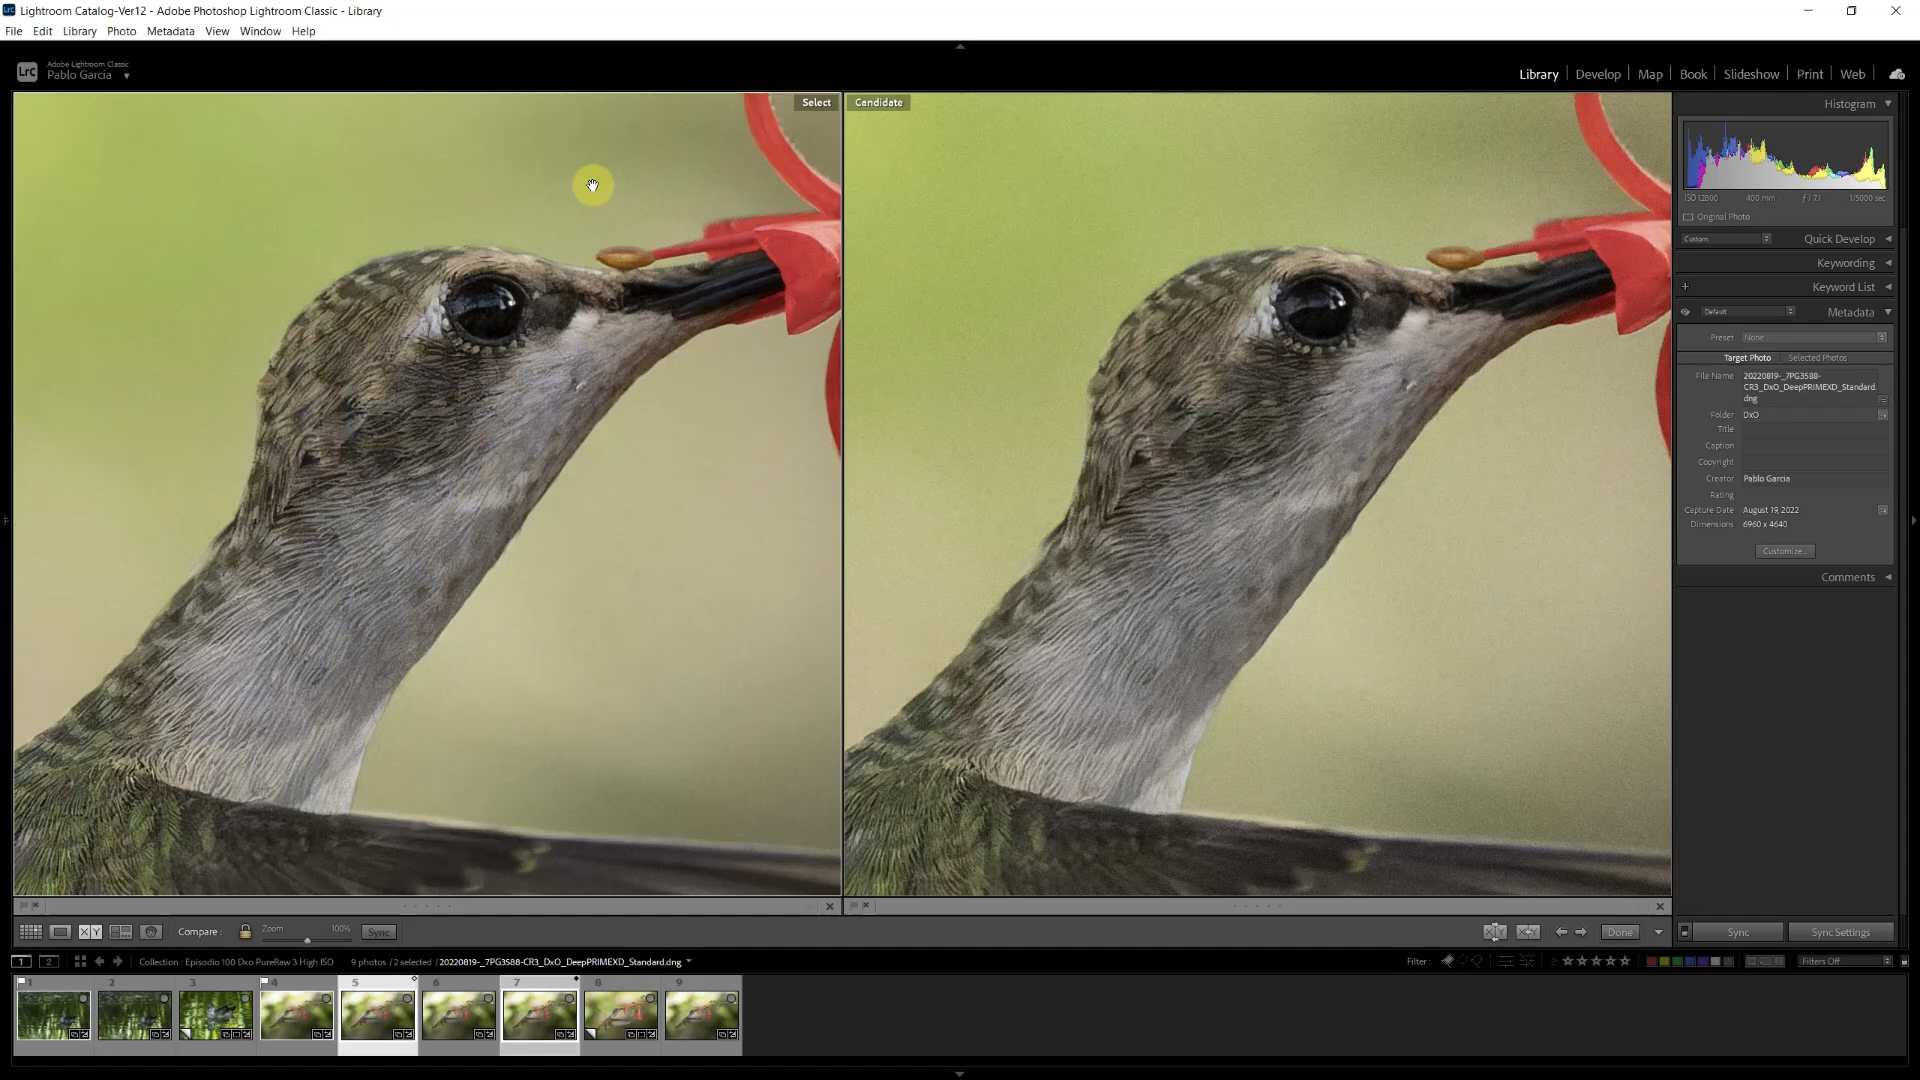 Lightroom Catalog-Ver12 - Adobe Photoshop Lightroom Classic - Library
File Edit Library Photo Metadata View Window Help
LrC
Adobe Lightroom Classic
Pablo Garcia
Library Develop Map Book Slideshow Print Web
Select
Candidate
Histogram
ISO 12800 400 mm ƒ / 7.1 1/5000 sec
Original Photo
Custom Quick Develop
Keywording
+ Keyword List
Default Metadata
Preset None
Target Photo Selected Photos
File Name 20220819-_7PG3588-
CR3_DxO_DeepPRIMEXD_Standard.
dng
Folder DxO
Title
Caption
Copyright
Creator Pablo Garcia
Rating
Capture Date August 19, 2022
Dimensions 6960 x 4640
Customize...
Comments
Compare : Zoom 100% Sync
Done
Sync Sync Settings
1 2 Collection : Episodio 100 Dxo PureRaw 3 High ISO 9 photos / 2 selected / 20220819-_7PG3588-CR3_DxO_DeepPRIMEXD_Standard.dng
Filter : Filters Off
1 2 3 4 5 6 7 8 9